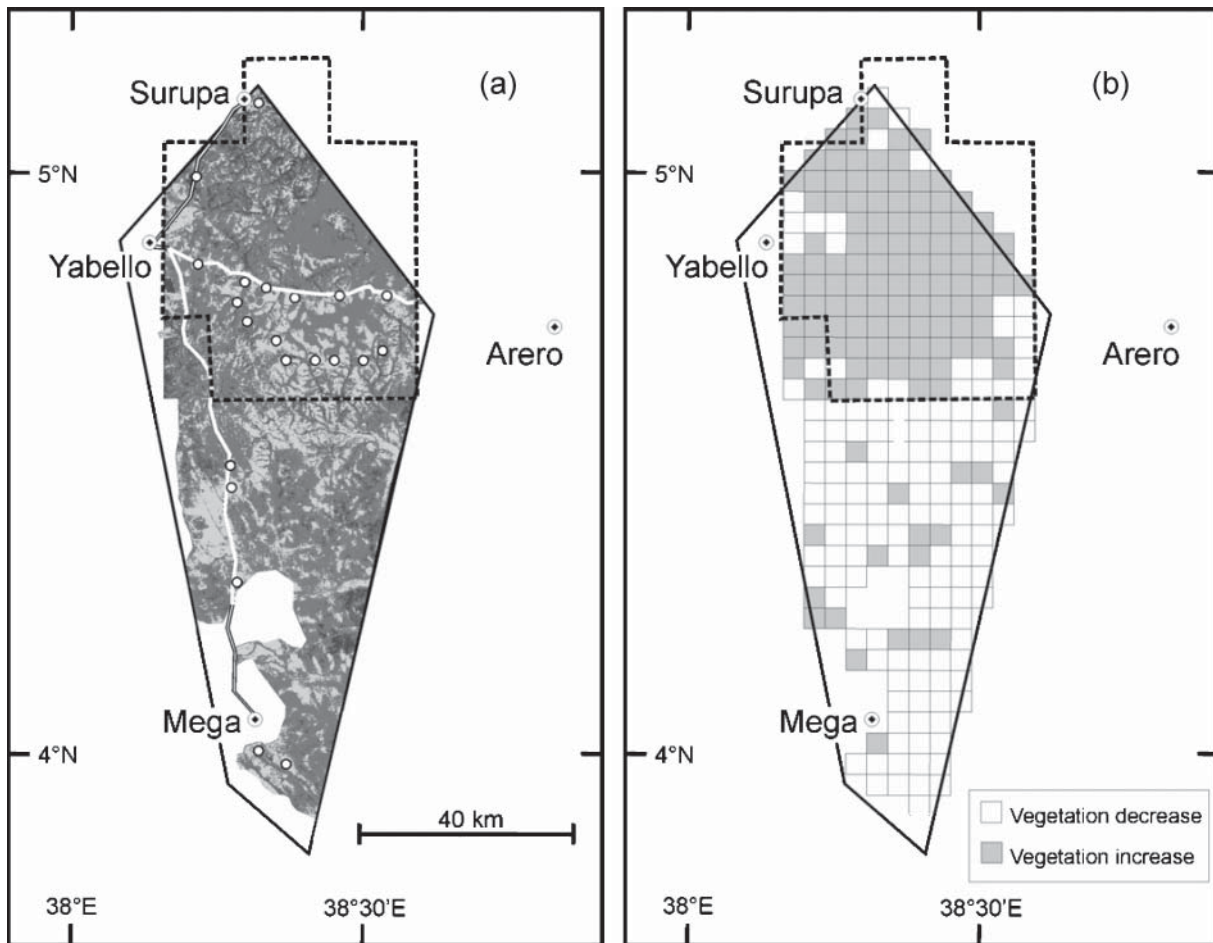 (a)
Surupa
5°N
Yabello
Arero
Mega
4°N
40 km
38°E
38°30'E
(b)
Surupa
5°N
Yabello
Arero
Mega
4°N
Vegetation decrease
Vegetation increase
38°E
38°30'E